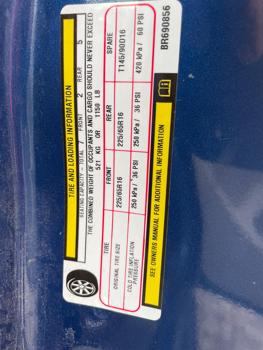 TIRE AND LOADING INFORMATION
SEATING CAPACITY - TOTAL 7 FRONT 2 REAR 5
THE COMBINED WEIGHT OF OCCUPANTS AND CARGO SHOULD NEVER EXCEED
521 KG OR 1150 LB
TIRE FRONT REAR SPARE
ORIGINAL TIRE SIZE 225/65R16 225/65R16 T145/90D16
COLD TIRE INFLATION PRESSURE 250 kPa / 36 PSI 250 kPa / 36 PSI 420 kPa / 60 PSI
SEE OWNERS MANUAL FOR ADDITIONAL INFORMATION
BR690856